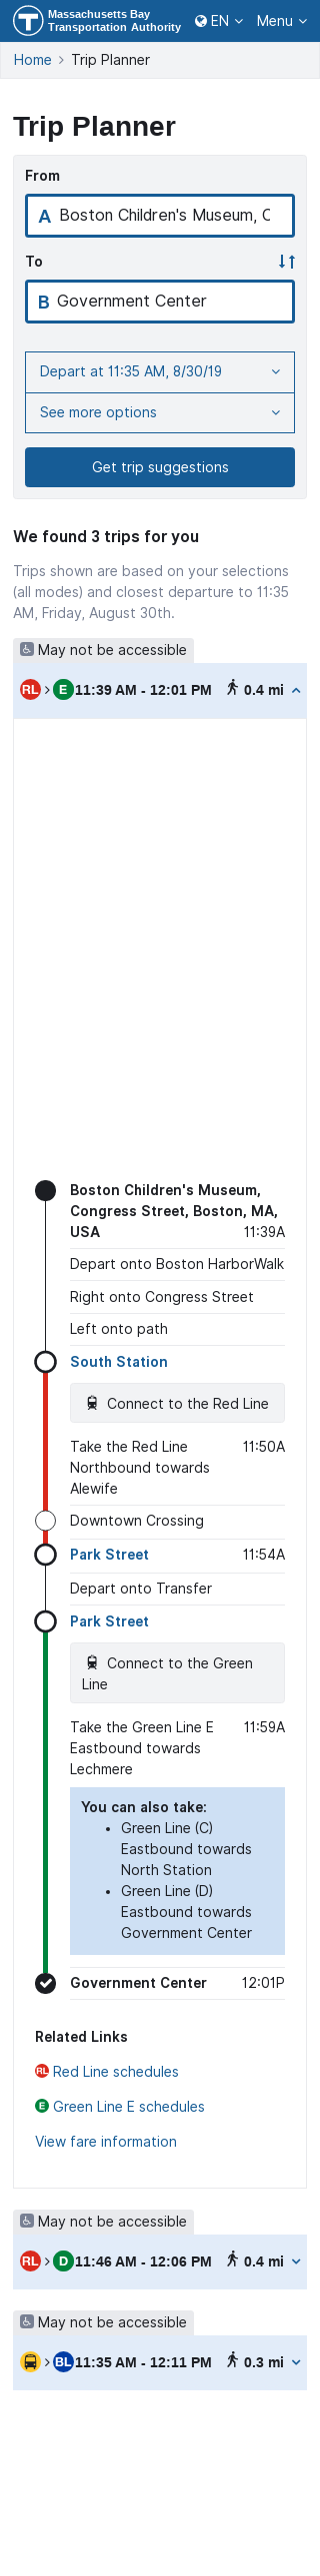 Massachusetts Bay
Transportation Authority
EN
Menu
Home > Trip Planner
Trip Planner
From
A Boston Children's Museum, C
To
B Government Center
Depart at 11:35 AM, 8/30/19
See more options
Get trip suggestions
We found 3 trips for you
Trips shown are based on your selections
(all modes) and closest departure to 11:35
AM, Friday, August 30th.
May not be accessible
RL > E 11:39 AM - 12:01 PM 0.4 mi
Boston Children's Museum,
Congress Street, Boston, MA,
USA 11:39A
Depart onto Boston HarborWalk
Right onto Congress Street
Left onto path
South Station
Connect to the Red Line
Take the Red Line 11:50A
Northbound towards
Alewife
Downtown Crossing
Park Street 11:54A
Depart onto Transfer
Park Street
Connect to the Green
Line
Take the Green Line E 11:59A
Eastbound towards
Lechmere
You can also take:
• Green Line (C)
Eastbound towards
North Station
• Green Line (D)
Eastbound towards
Government Center
Government Center 12:01P
Related Links
RL Red Line schedules
E Green Line E schedules
View fare information
May not be accessible
RL > D 11:46 AM - 12:06 PM 0.4 mi
May not be accessible
> BL 11:35 AM - 12:11 PM 0.3 mi